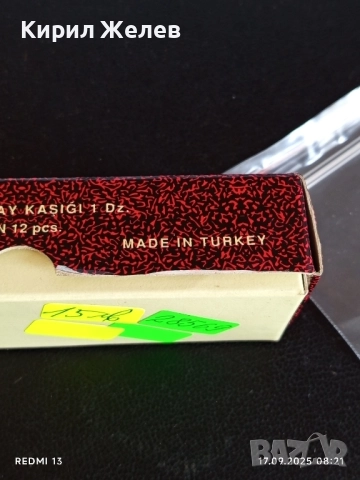 Кирил Желев
AY KAŞIĞI 1 Dz.
N 12 pcs.
MADE IN TURKEY
15лв
REDMI 13
17.09.2025 08:21
BAZAR